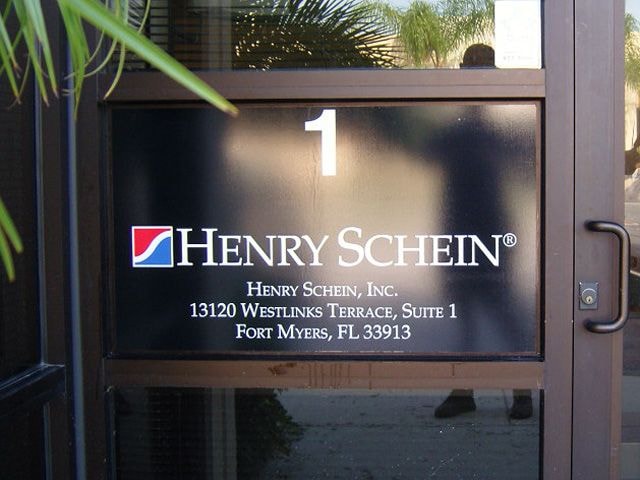 1
HENRY SCHEIN®
HENRY SCHEIN, INC.
13120 WESTLINKS TERRACE, SUITE 1
FORT MYERS, FL 33913